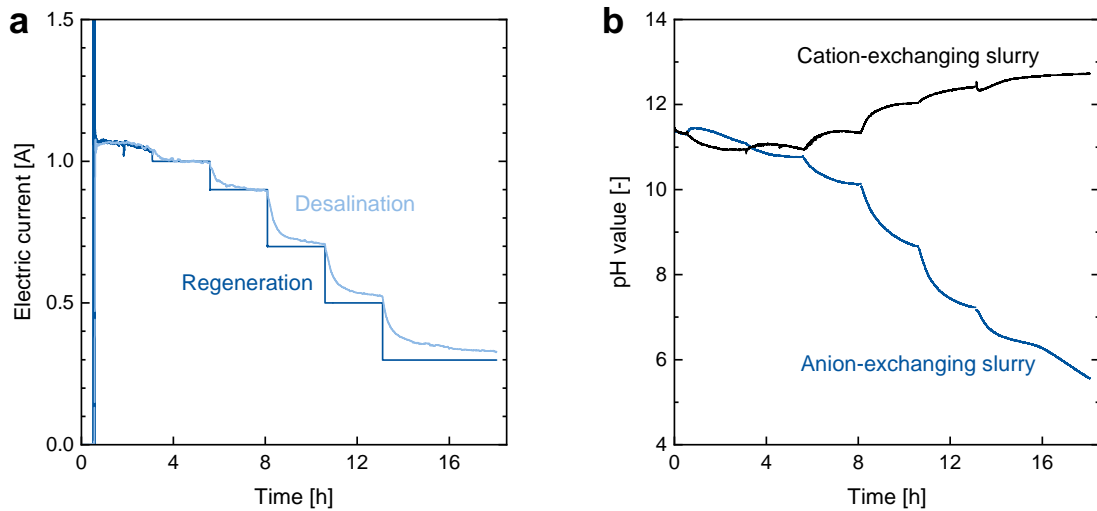 a
1.5
1.0
0.5
0.0
Electric current [A]
Desalination
Regeneration
0 4 8 12 16
Time [h]
b
14
12
10
8
6
4
pH value [-]
Cation-exchanging slurry
Anion-exchanging slurry
0 4 8 12 16
Time [h]